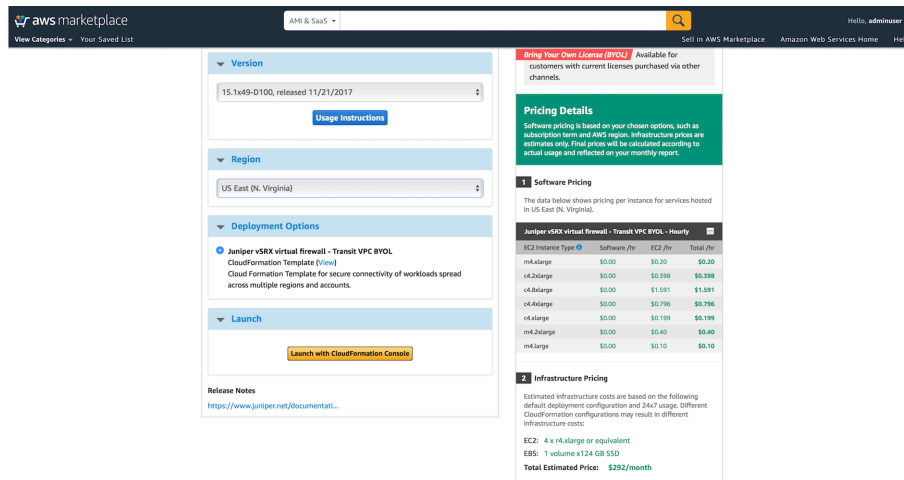 aws marketplace
AMI & SaaS
Hello, adminuser
View Categories
Your Saved List
Sell in AWS Marketplace
Amazon Web Services Home
Version
15.1x49-D100, released 11/21/2017
Usage Instructions
Region
US East (N. Virginia)
Deployment Options
Juniper vSRX virtual firewall - Transit VPC BYOL
CloudFormation Template (View)
Cloud Formation Template for secure connectivity of workloads spread
across multiple regions and accounts.
Launch
Launch with CloudFormation Console
Release Notes
https://www.juniper.net/documentati...
Bring Your Own License (BYOL) Available for
customers with current licenses purchased via other
channels.
Pricing Details
Software pricing is based on your chosen options, such as
subscription term and AWS region. Infrastructure prices are
estimates only. Final prices will be calculated according to
actual usage and reflected on your monthly report.
1 Software Pricing
The data below shows pricing per instance for services hosted
in US East (N. Virginia).
Juniper vSRX virtual firewall - Transit VPC BYOL - Hourly
EC2 Instance Type Software /hr EC2 /hr Total /hr
m4.xlarge $0.00 $0.20 $0.20
c4.2xlarge $0.00 $0.398 $0.398
c4.8xlarge $0.00 $1.591 $1.591
c4.4xlarge $0.00 $0.796 $0.796
c4.xlarge $0.00 $0.199 $0.199
m4.2xlarge $0.00 $0.40 $0.40
m4.large $0.00 $0.10 $0.10
2 Infrastructure Pricing
Estimated infrastructure costs are based on the following
default deployment configuration and 24x7 usage. Different
CloudFormation configurations may result in different
infrastructure costs:
EC2: 4 x r4.xlarge or equivalent
EBS: 1 volume x124 GB SSD
Total Estimated Price: $292/month